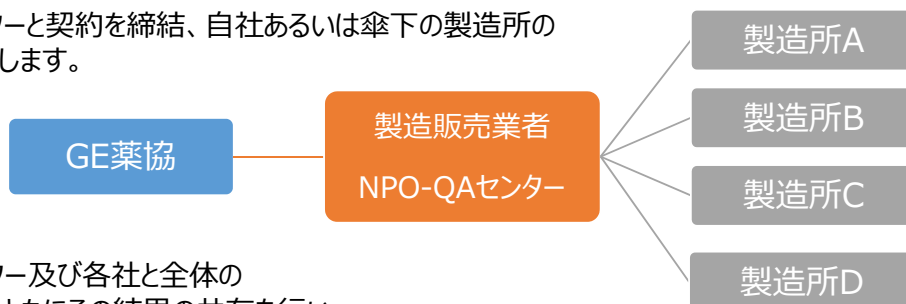 ーと契約を締結、自社あるいは傘下の製造所の
します。
GE薬協
製造販売業者
NPO-QAセンター
製造所A
製造所B
製造所C
製造所D
ー及び各社と全体の